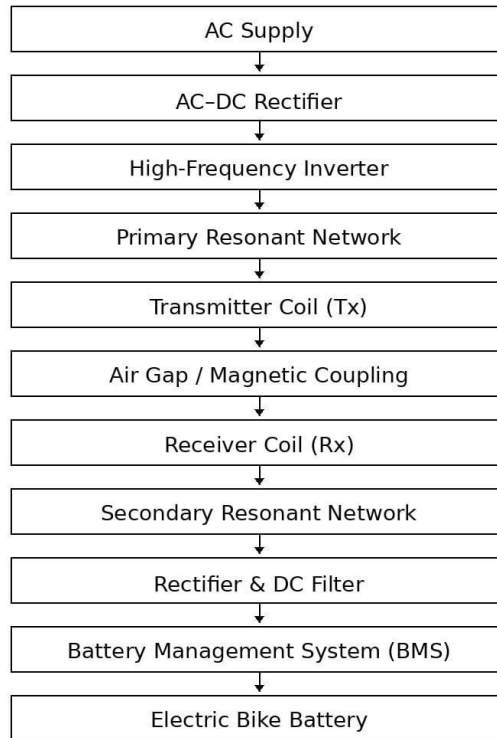 AC Supply
AC–DC Rectifier
High-Frequency Inverter
Primary Resonant Network
Transmitter Coil (Tx)
Air Gap / Magnetic Coupling
Receiver Coil (Rx)
Secondary Resonant Network
Rectifier & DC Filter
Battery Management System (BMS)
Electric Bike Battery